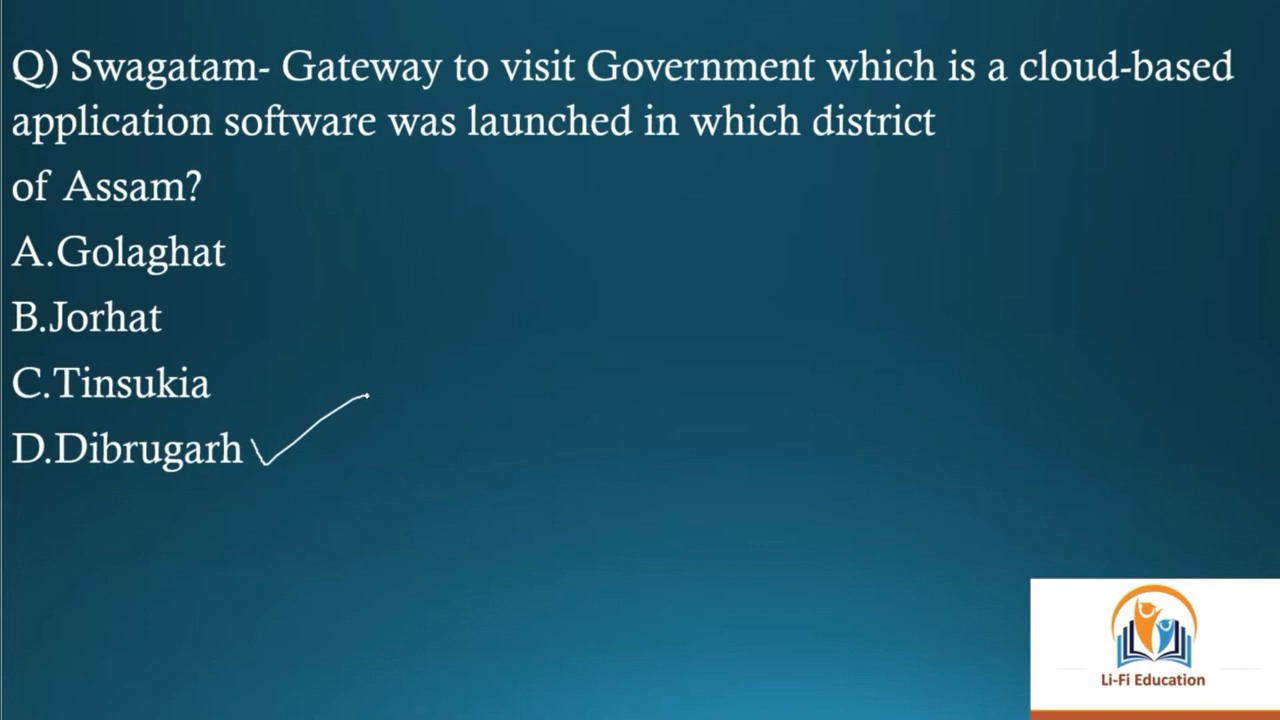 Q) Swagatam- Gateway to visit Government which is a cloud-based
application software was launched in which district
of Assam?
A.Golaghat
B.Jorhat
C.Tinsukia
D.Dibrugarh
Li-Fi Education